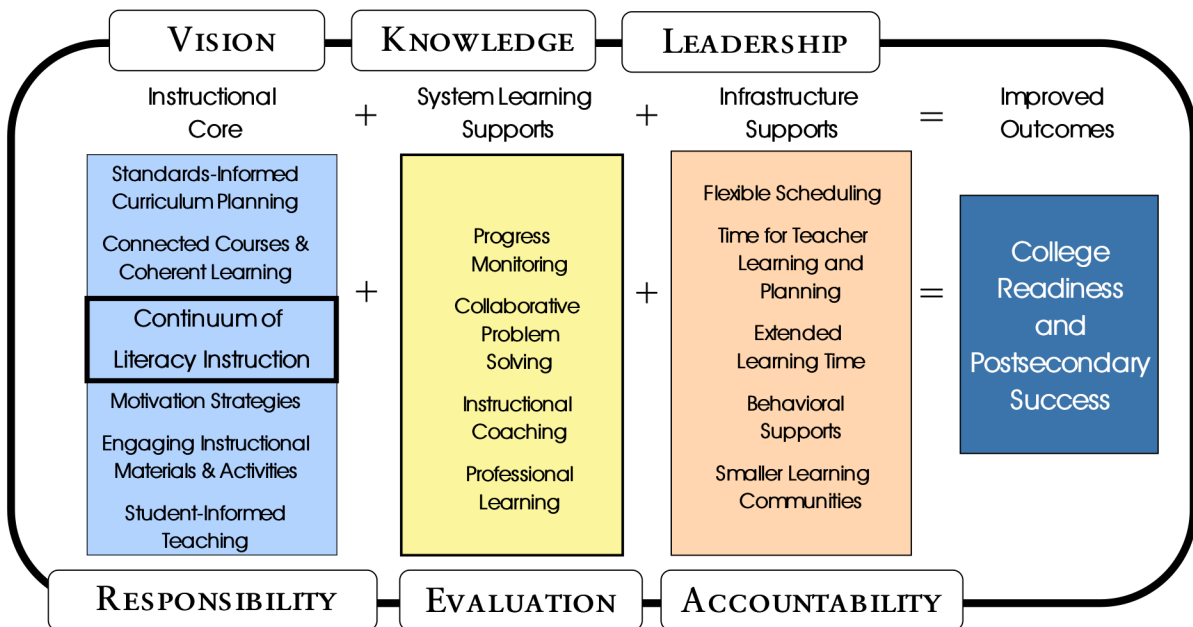 VISION
KNOWLEDGE
LEADERSHIP
Instructional
Core
+
System Learning
Supports
+
Infrastructure
Supports
=
Improved
Outcomes
Standards-Informed
Curriculum Planning
Connected Courses &
Coherent Learning
Continuum of
Literacy Instruction
Motivation Strategies
Engaging Instructional
Materials & Activities
Student-Informed
Teaching
+
Progress
Monitoring
Collaborative
Problem
Solving
Instructional
Coaching
Professional
Learning
+
Flexible Scheduling
Time for Teacher
Learning and
Planning
Extended
Learning Time
Behavioral
Supports
Smaller Learning
Communities
=
College
Readiness
and
Postsecondary
Success
RESPONSIBILITY
EVALUATION
ACCOUNTABILITY